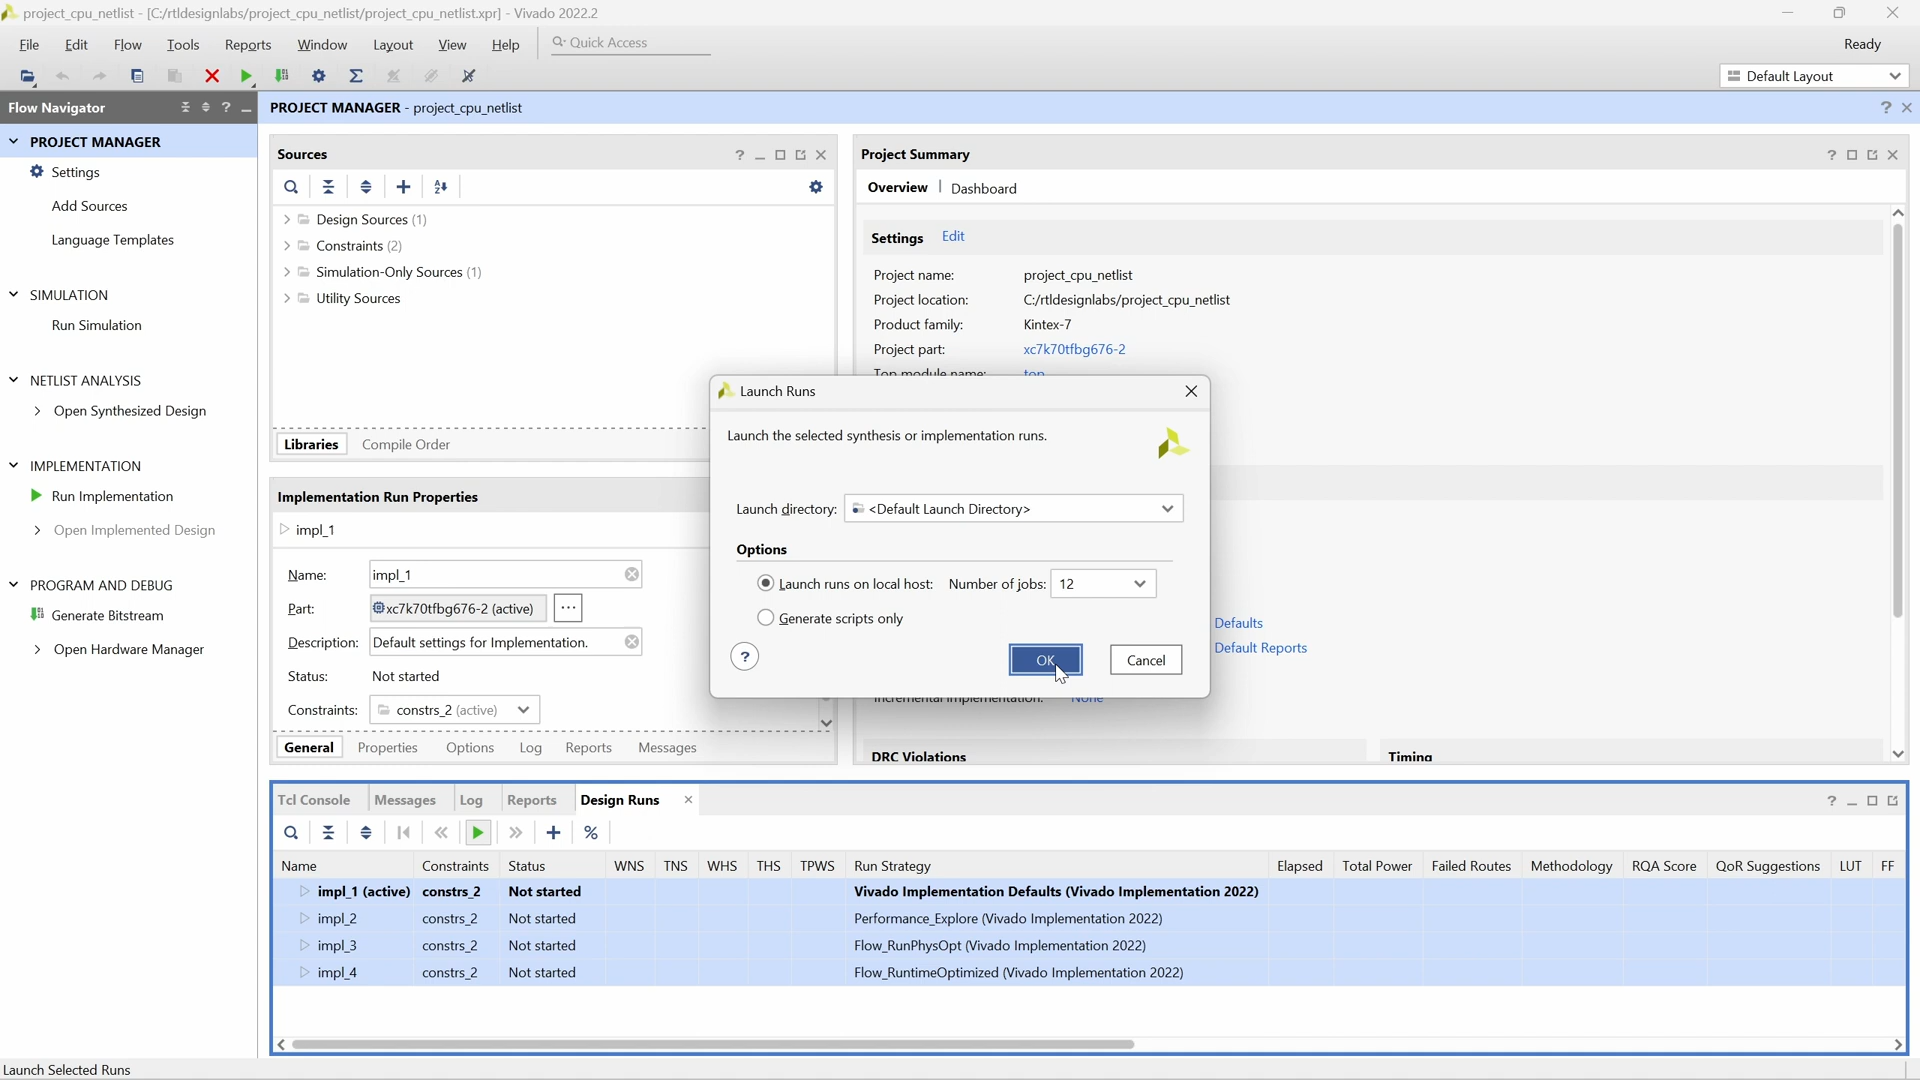 project_cpu_netlist - [C:/rtldesignlabs/project_cpu_netlist/project_cpu_netlist.xpr] - Vivado 2022.2
File Edit Flow Tools Reports Window Layout View Help Quick Access Ready
Default Layout
Flow Navigator
PROJECT MANAGER - project_cpu_netlist
PROJECT MANAGER
Settings
Add Sources
Language Templates
SIMULATION
Run Simulation
NETLIST ANALYSIS
Open Synthesized Design
IMPLEMENTATION
Run Implementation
Open Implemented Design
PROGRAM AND DEBUG
Generate Bitstream
Open Hardware Manager
Sources
Design Sources (1)
Constraints (2)
Simulation-Only Sources (1)
Utility Sources
Libraries Compile Order
Implementation Run Properties
impl_1
Name: impl_1
Part: xc7k70tfbg676-2 (active)
Description: Default settings for Implementation.
Status: Not started
Constraints: constrs_2 (active)
General Properties Options Log Reports Messages
Project Summary
Overview Dashboard
Settings Edit
Project name: project_cpu_netlist
Project location: C:/rtldesignlabs/project_cpu_netlist
Product family: Kintex-7
Project part: xc7k70tfbg676-2
Top module name: top
Defaults
Default Reports
Incremental implementation: None
DRC Violations Timing
Launch Runs
Launch the selected synthesis or implementation runs.
Launch directory: <Default Launch Directory>
Options
Launch runs on local host: Number of jobs: 12
Generate scripts only
? OK Cancel
Tcl Console Messages Log Reports Design Runs
Name Constraints Status WNS TNS WHS THS TPWS Run Strategy Elapsed Total Power Failed Routes Methodology RQA Score QoR Suggestions LUT FF
impl_1 (active) constrs_2 Not started Vivado Implementation Defaults (Vivado Implementation 2022)
impl_2 constrs_2 Not started Performance_Explore (Vivado Implementation 2022)
impl_3 constrs_2 Not started Flow_RunPhysOpt (Vivado Implementation 2022)
impl_4 constrs_2 Not started Flow_RuntimeOptimized (Vivado Implementation 2022)
Launch Selected Runs